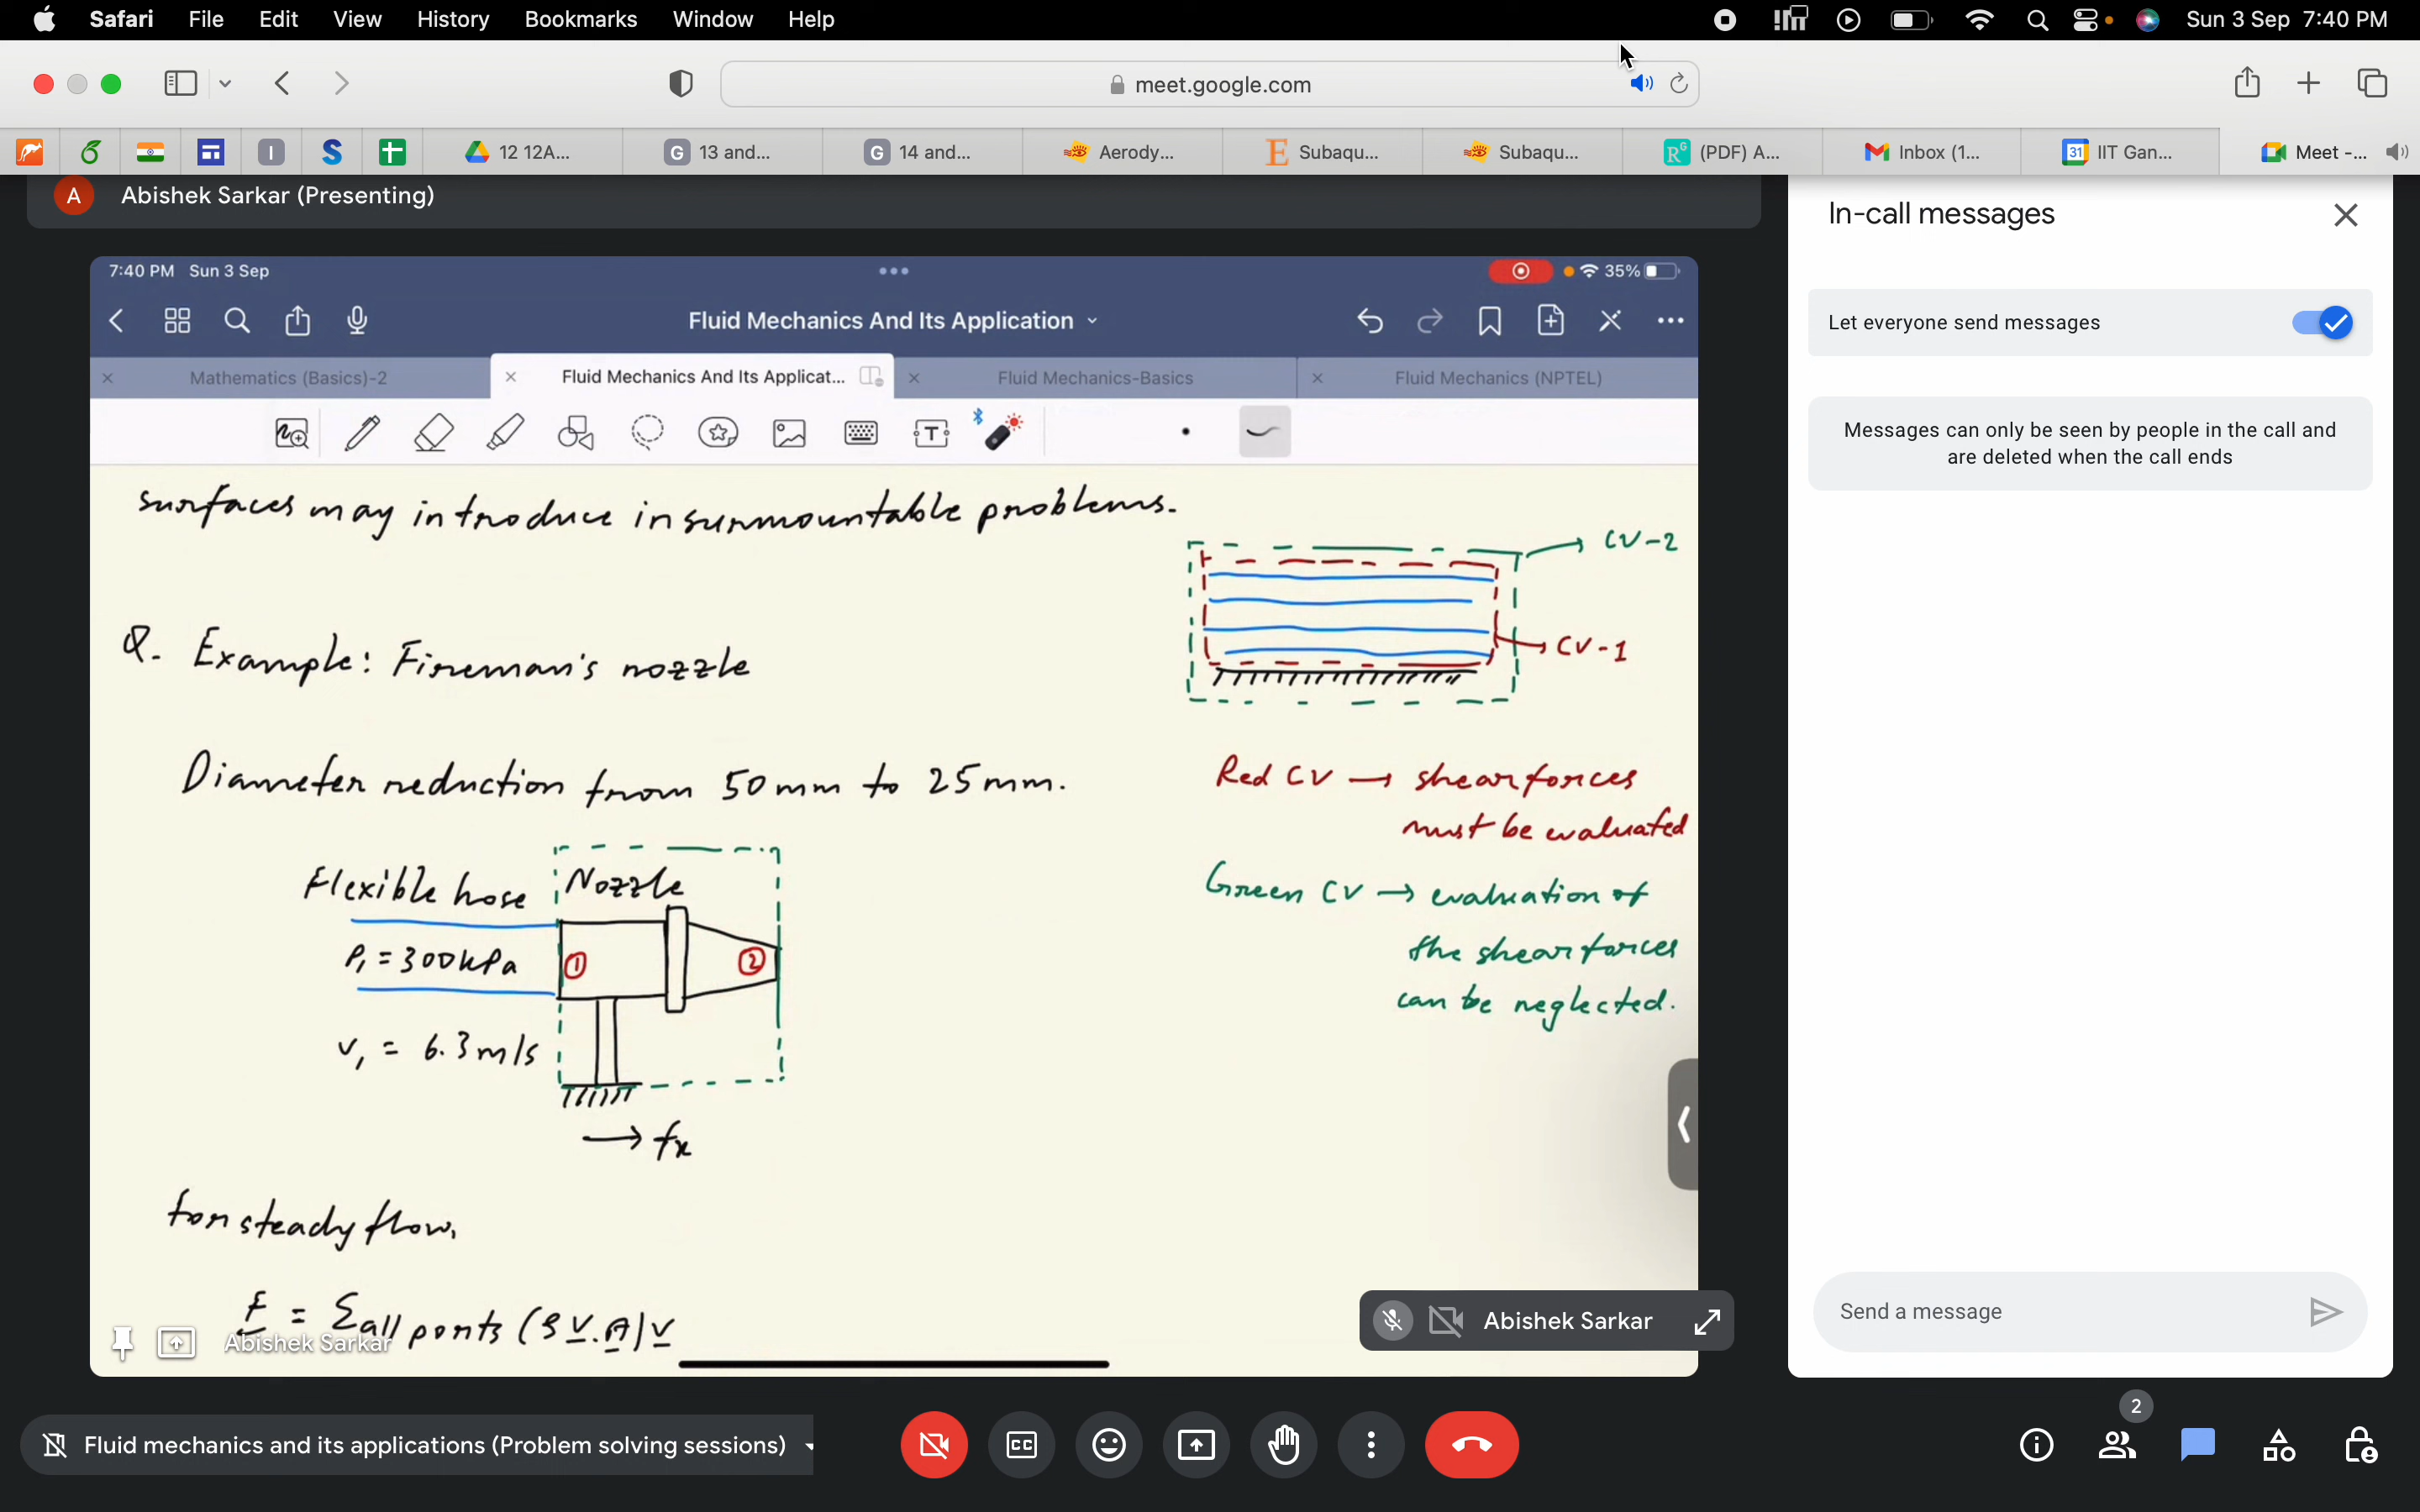 Safari File Edit View History Bookmarks Window Help Sun 3 Sep 7:40 PM
meet.google.com
12 12A... G 13 and... G 14 and... Aerody... E Subaqu... Subaqu... (PDF) A... Inbox (1... 31 IIT Gan... Meet -...
A Abishek Sarkar (Presenting)
7:40 PM Sun 3 Sep 35%
Fluid Mechanics And Its Application
Mathematics (Basics)-2 Fluid Mechanics And Its Applicat... Fluid Mechanics-Basics Fluid Mechanics (NPTEL)
surfaces may introduce insurmountable problems.
CV-2
CV-1
Q. Example: Fireman's nozzle
Diameter reduction from 50mm to 25mm.
Red CV → shear forces
must be evaluated
Green CV → evaluation of
the shear forces
can be neglected.
Flexible hose Nozzle
P₁ = 300kPa ① ②
v₁ = 6.3m/s
→ fx
for steady flow,
F = Σall ports (ρV.A)V
Abishek Sarkar
Abishek Sarkar
In-call messages
Let everyone send messages
Messages can only be seen by people in the call and
are deleted when the call ends
Send a message
Fluid mechanics and its applications (Problem solving sessions)
CC
2